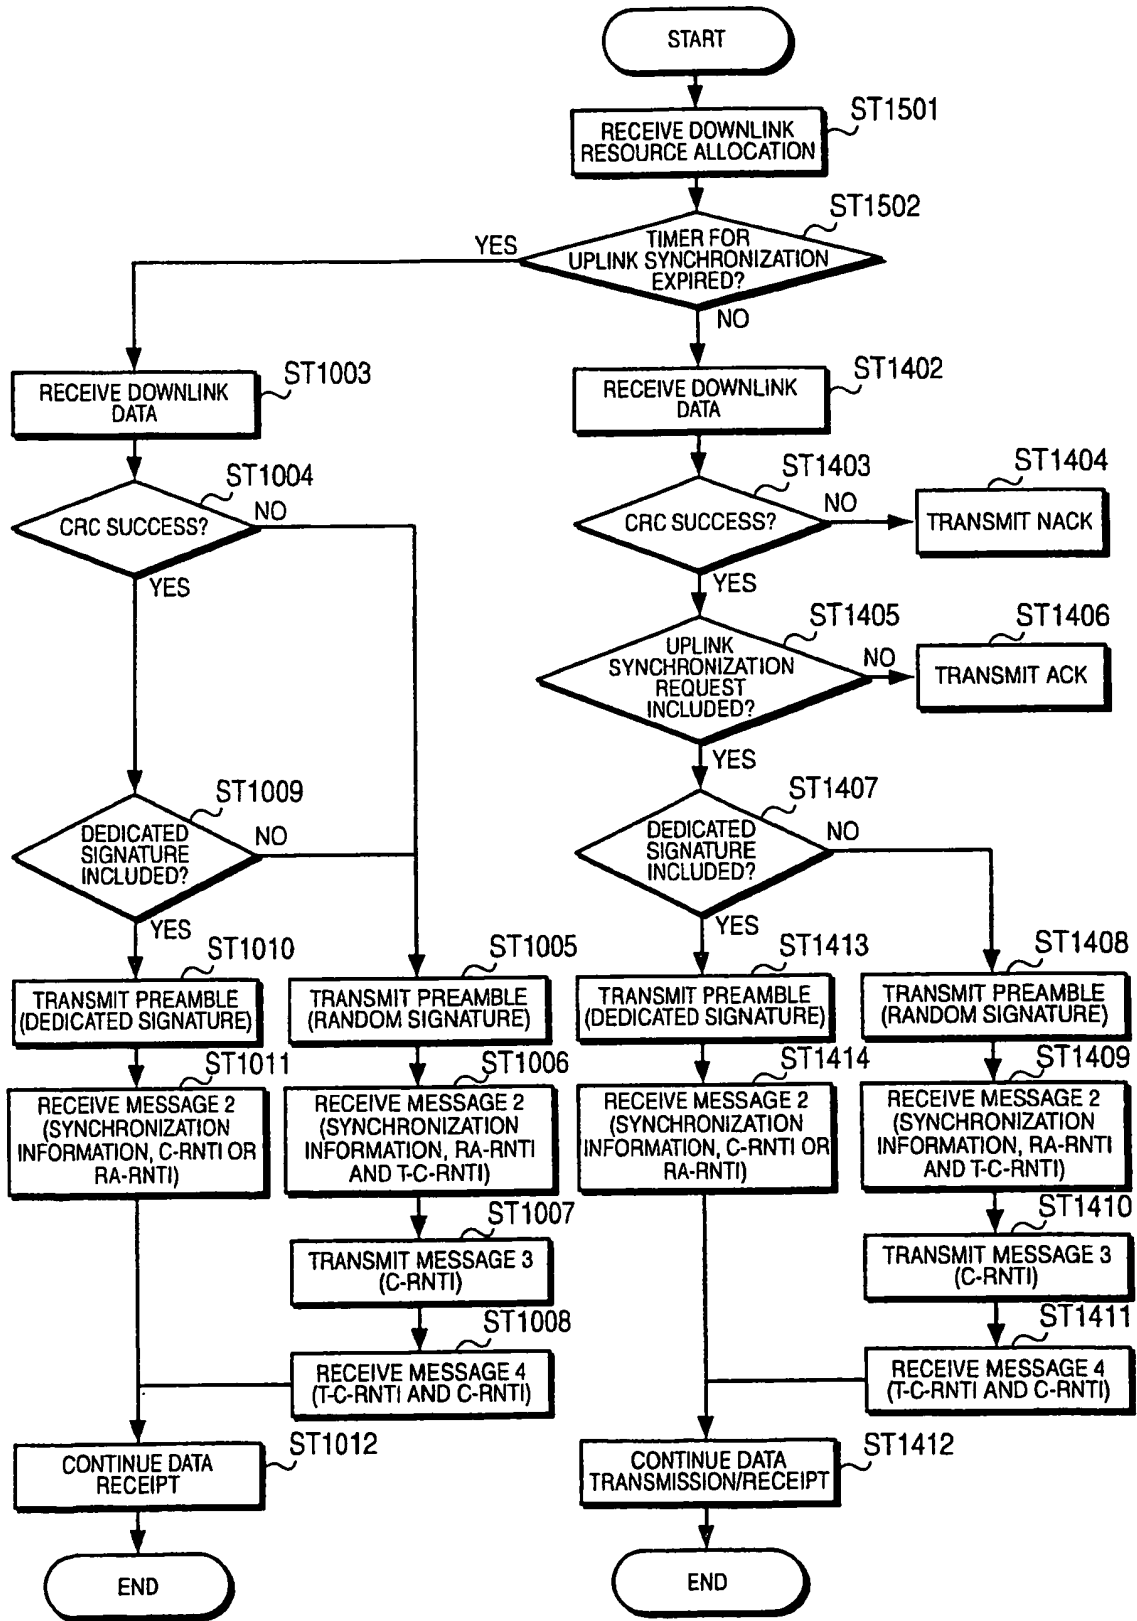 START
ST1501
RECEIVE DOWNLINK
RESOURCE ALLOCATION
ST1502
TIMER FOR
UPLINK SYNCHRONIZATION
EXPIRED?
YES
NO
ST1003
RECEIVE DOWNLINK
DATA
ST1402
RECEIVE DOWNLINK
DATA
ST1004
CRC SUCCESS?
NO
YES
ST1403
CRC SUCCESS?
NO
YES
ST1404
TRANSMIT NACK
ST1405
UPLINK
SYNCHRONIZATION
REQUEST
INCLUDED?
NO
YES
ST1406
TRANSMIT ACK
ST1009
DEDICATED
SIGNATURE
INCLUDED?
NO
YES
ST1407
DEDICATED
SIGNATURE
INCLUDED?
NO
YES
ST1010
TRANSMIT PREAMBLE
(DEDICATED SIGNATURE)
ST1005
TRANSMIT PREAMBLE
(RANDOM SIGNATURE)
ST1413
TRANSMIT PREAMBLE
(DEDICATED SIGNATURE)
ST1408
TRANSMIT PREAMBLE
(RANDOM SIGNATURE)
ST1011
RECEIVE MESSAGE 2
(SYNCHRONIZATION
INFORMATION, C-RNTI OR
RA-RNTI)
ST1006
RECEIVE MESSAGE 2
(SYNCHRONIZATION
INFORMATION, RA-RNTI
AND T-C-RNTI)
ST1414
RECEIVE MESSAGE 2
(SYNCHRONIZATION
INFORMATION, C-RNTI OR
RA-RNTI)
ST1409
RECEIVE MESSAGE 2
(SYNCHRONIZATION
INFORMATION, RA-RNTI
AND T-C-RNTI)
ST1007
TRANSMIT MESSAGE 3
(C-RNTI)
ST1410
TRANSMIT MESSAGE 3
(C-RNTI)
ST1008
RECEIVE MESSAGE 4
(T-C-RNTI AND C-RNTI)
ST1411
RECEIVE MESSAGE 4
(T-C-RNTI AND C-RNTI)
ST1012
CONTINUE DATA
RECEIPT
ST1412
CONTINUE DATA
TRANSMISSION/RECEIPT
END
END